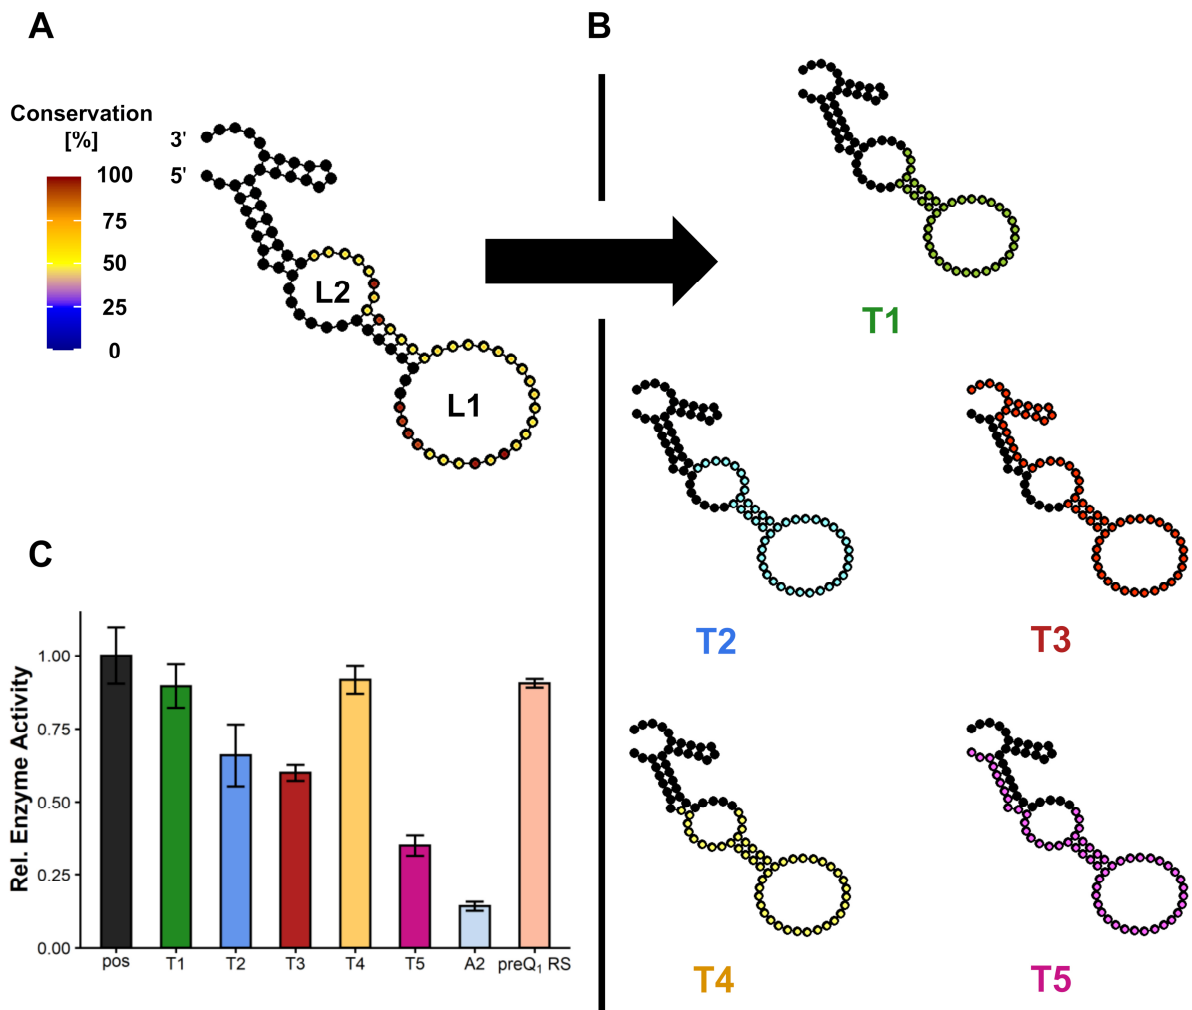 A
Conservation
[%]
100
75
50
25
0
3'
5'
L2
L1
B
T1
T2
T3
T4
T5
C
Rel. Enzyme Activity
1.00
0.75
0.50
0.25
0.00
pos
T1
T2
T3
T4
T5
A2
preQ₁ RS